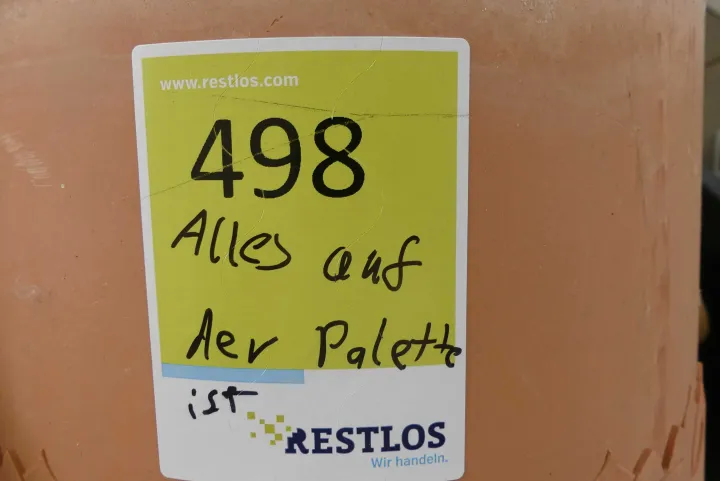 www.restlos.com
498
Alles auf
der Palette
ist
RESTLOS
Wir handeln.